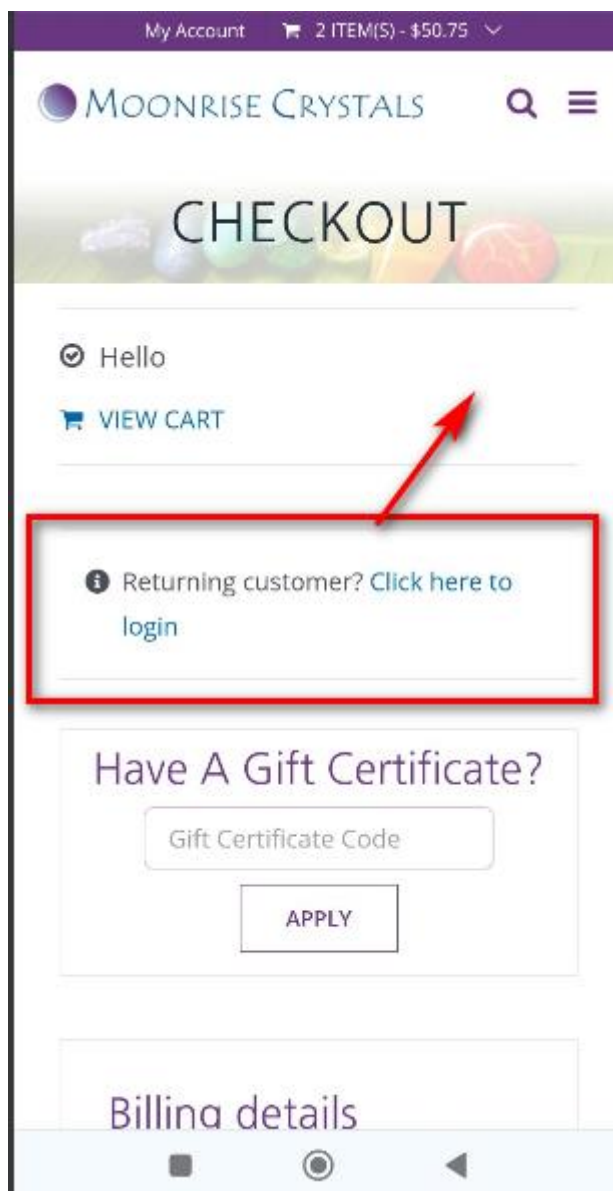 My Account 2 ITEM(S) - $50.75
MOONRISE CRYSTALS
CHECKOUT
Hello
VIEW CART
Returning customer? Click here to
login
Have A Gift Certificate?
Gift Certificate Code
APPLY
Billing details